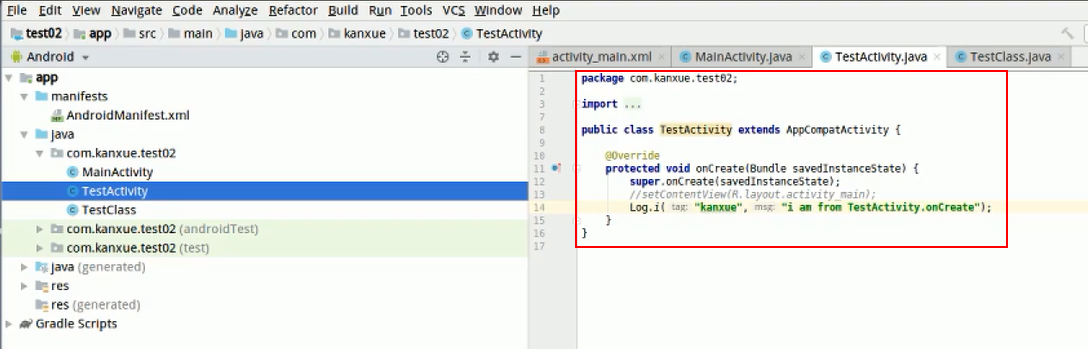 File Edit View Navigate Code Analyze Refactor Build Run Tools VCS Window Help
test02 app src main java com kanxue test02 TestActivity
Android
activity_main.xml MainActivity.java TestActivity.java TestClass.java
app
manifests
AndroidManifest.xml
java
com.kanxue.test02
MainActivity
TestActivity
TestClass
com.kanxue.test02 (androidTest)
com.kanxue.test02 (test)
java (generated)
res
res (generated)
Gradle Scripts
1 package com.kanxue.test02;
2
3 import ...
7
8 public class TestActivity extends AppCompatActivity {
9
10 @Override
11 protected void onCreate(Bundle savedInstanceState) {
12 super.onCreate(savedInstanceState);
13 //setContentView(R.layout.activity_main);
14 Log.i( tag: "kanxue", msg: "i am from TestActivity.onCreate");
15 }
16 }
17